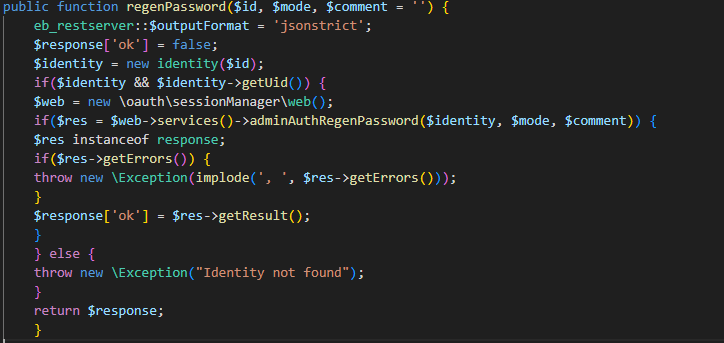 public function regenPassword($id, $mode, $comment = '') {
eb_restserver::$outputFormat = 'jsonstrict';
$response['ok'] = false;
$identity = new identity($id);
if($identity && $identity->getUid()) {
$web = new \oauth\sessionManager\web();
if($res = $web->services()->adminAuthRegenPassword($identity, $mode, $comment)) {
$res instanceof response;
if($res->getErrors()) {
throw new \Exception(implode(', ', $res->getErrors()));
}
$response['ok'] = $res->getResult();
}
} else {
throw new \Exception("Identity not found");
}
return $response;
}